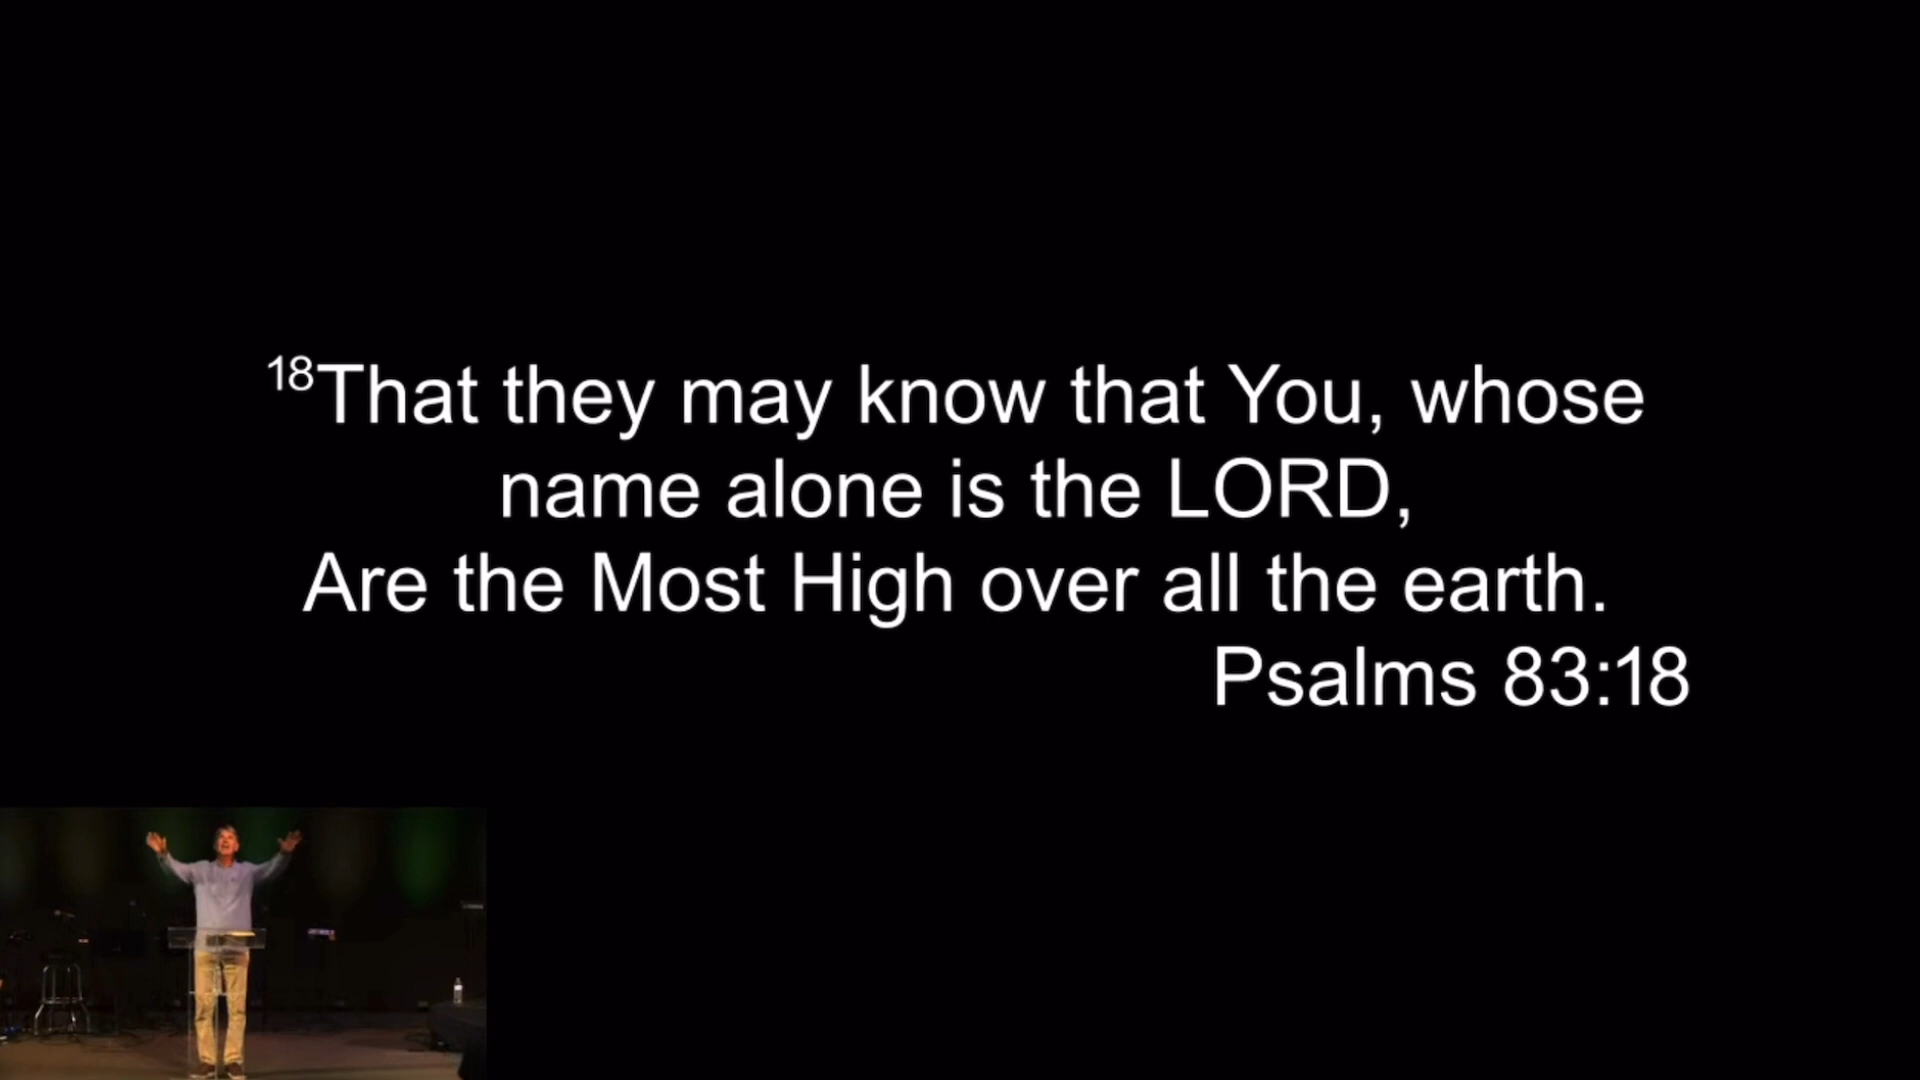 18That they may know that You, whose
name alone is the LORD,
Are the Most High over all the earth.
Psalms 83:18